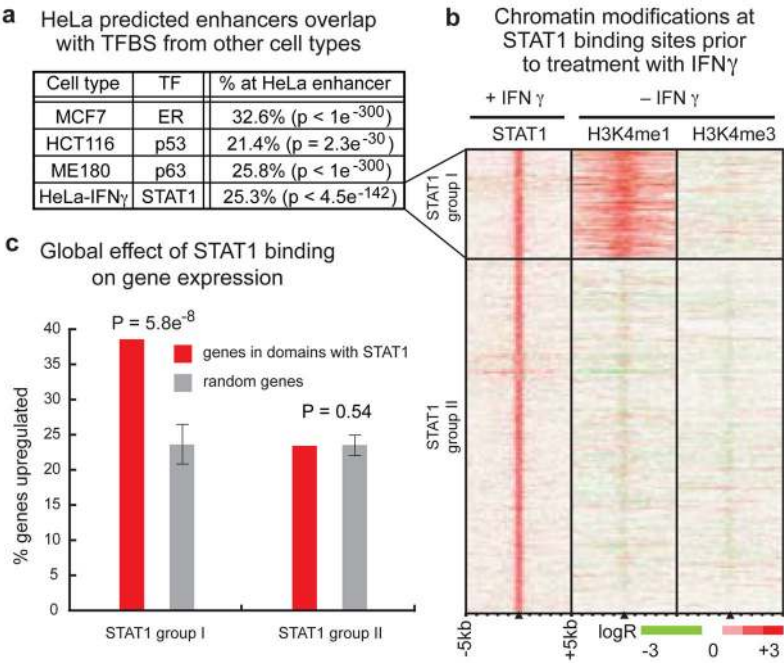 a HeLa predicted enhancers overlap
with TFBS from other cell types
Cell type TF % at HeLa enhancer
MCF7 ER 32.6% (p < 1e-300)
HCT116 p53 21.4% (p = 2.3e-30)
ME180 p63 25.8% (p < 1e-300)
HeLa-IFNγ STAT1 25.3% (p < 4.5e-142)
b Chromatin modifications at
STAT1 binding sites prior
to treatment with IFNγ
+ IFN γ – IFN γ
STAT1 H3K4me1 H3K4me3
STAT1
group I
STAT1
group II
-5kb
+5kb
logR
-3 0 +3
c Global effect of STAT1 binding
on gene expression
% genes upregulated
40
35
30
25
20
15
10
5
0
P = 5.8e-8
genes in domains with STAT1
random genes
P = 0.54
STAT1 group I STAT1 group II